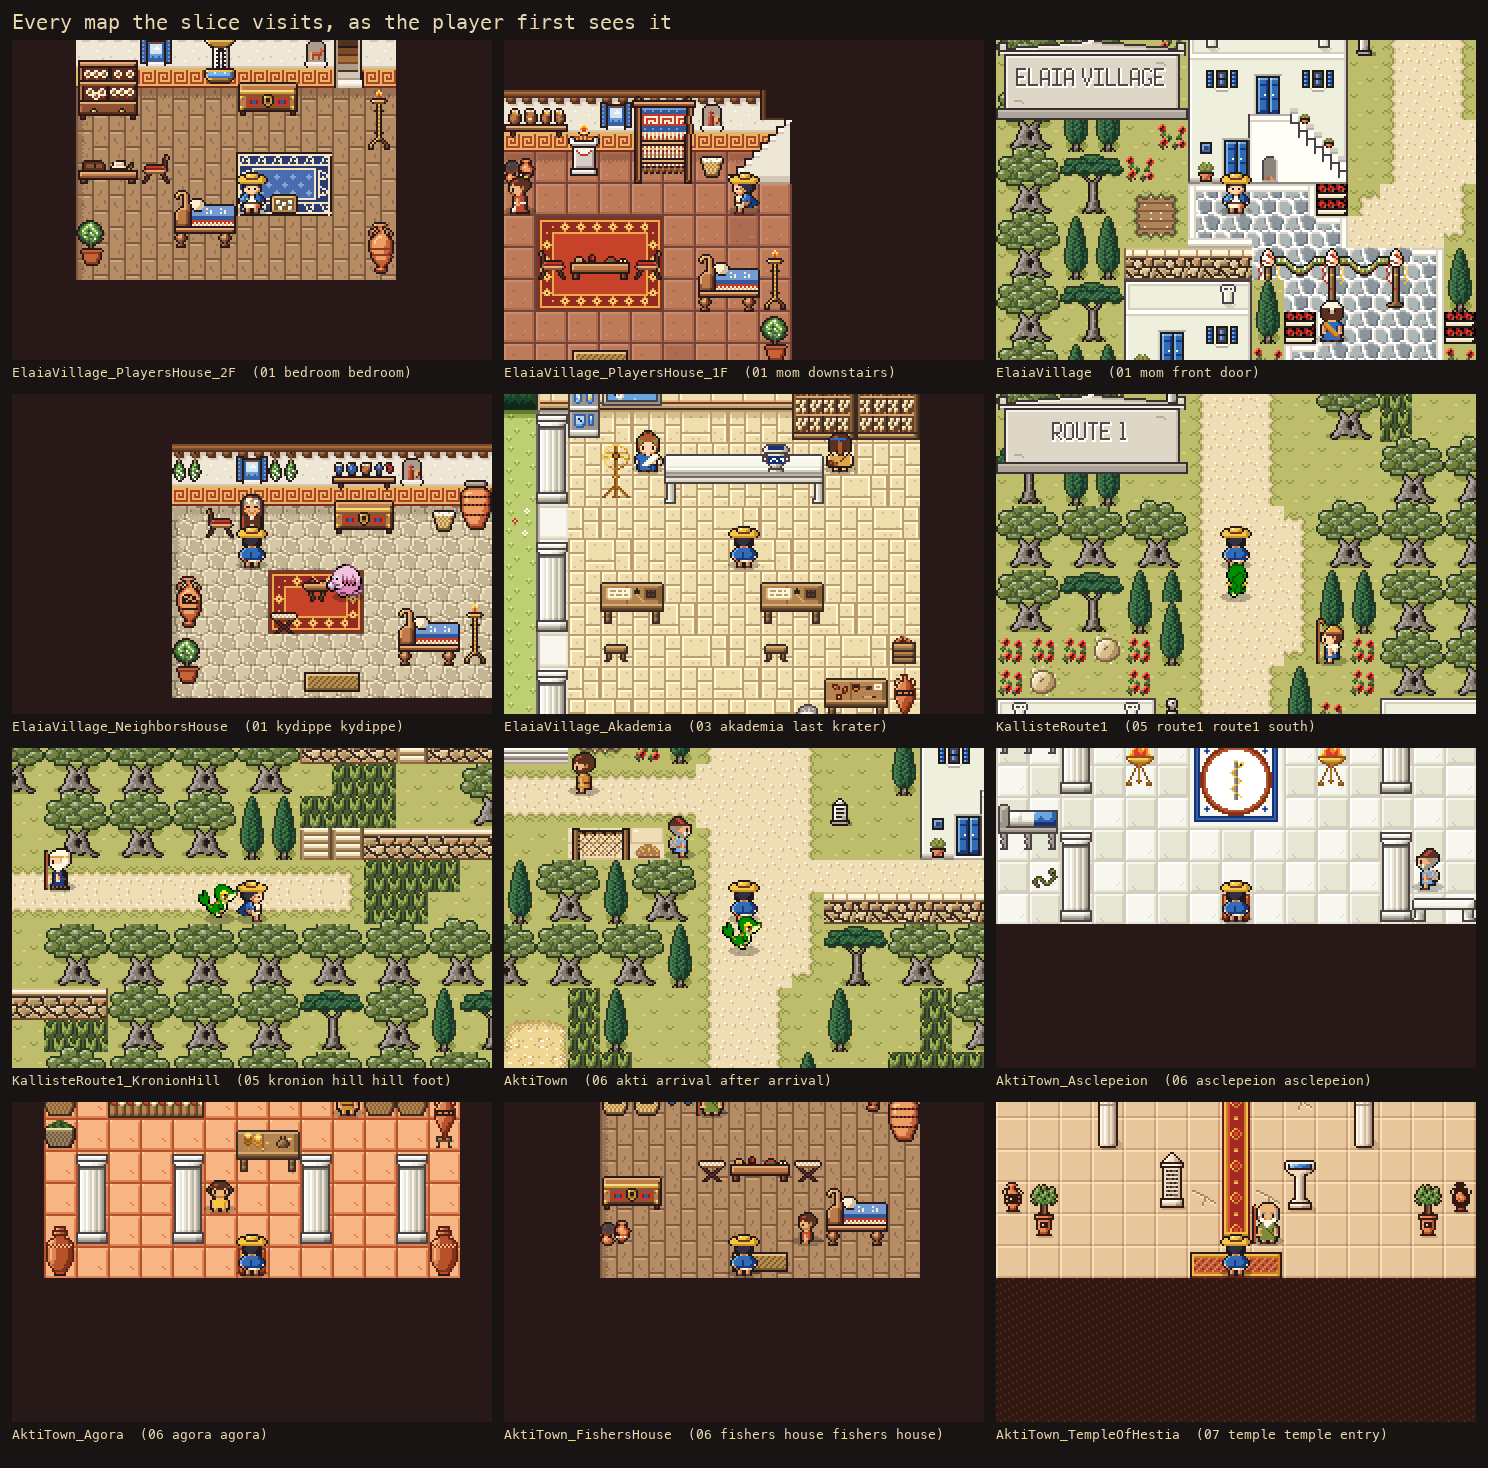 Every map the slice visits, as the player first sees it
ELAIA VILLAGE
ElaiaVillage_PlayersHouse_2F (01 bedroom bedroom)
ElaiaVillage_PlayersHouse_1F (01 mom downstairs)
ElaiaVillage (01 mom front door)
ROUTE 1
ElaiaVillage_NeighborsHouse (01 kydippe kydippe)
ElaiaVillage_Akademia (03 akademia last krater)
KallisteRoute1 (05 route1 route1 south)
KallisteRoute1_KronionHill (05 kronion hill hill foot)
AktiTown (06 akti arrival after arrival)
AktiTown_Asclepeion (06 asclepeion asclepeion)
AktiTown_Agora (06 agora agora)
AktiTown_FishersHouse (06 fishers house fishers house)
AktiTown_TempleOfHestia (07 temple temple entry)